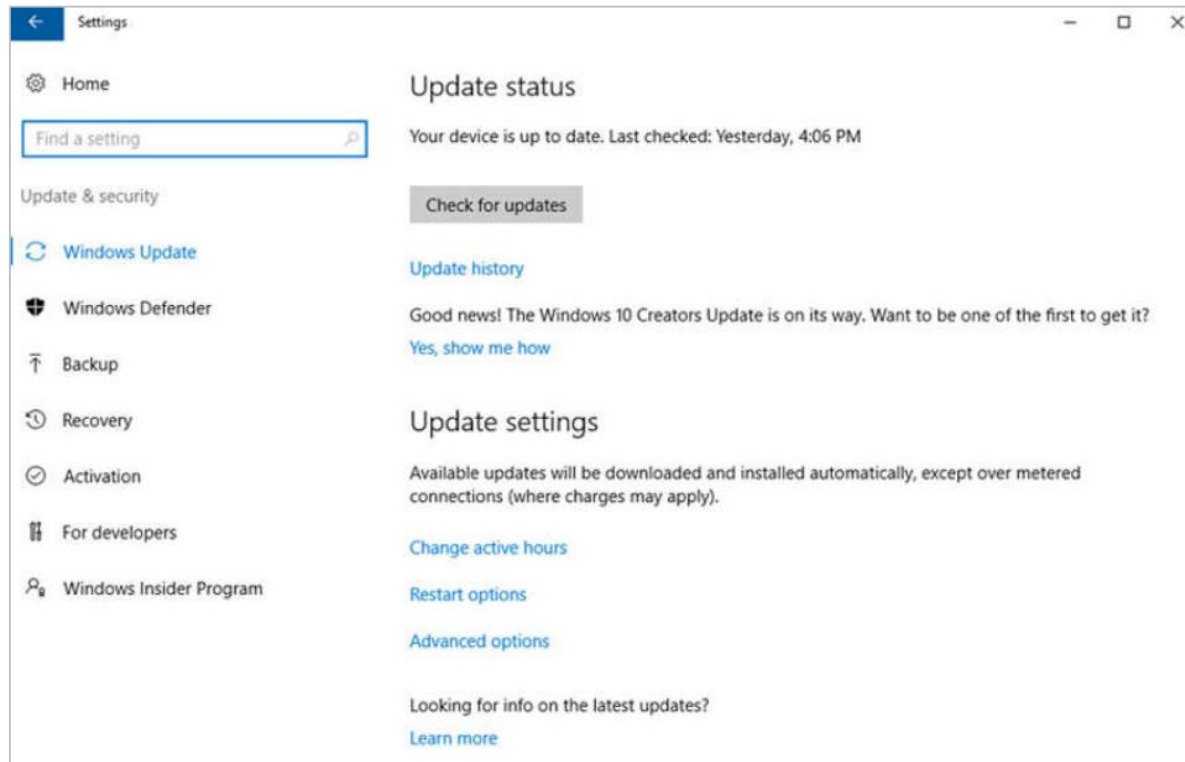 Settings
Home
Find a setting
Update & security
Windows Update
Windows Defender
Backup
Recovery
Activation
For developers
Windows Insider Program
Update status
Your device is up to date. Last checked: Yesterday, 4:06 PM
Check for updates
Update history
Good news! The Windows 10 Creators Update is on its way. Want to be one of the first to get it?
Yes, show me how
Update settings
Available updates will be downloaded and installed automatically, except over metered
connections (where charges may apply).
Change active hours
Restart options
Advanced options
Looking for info on the latest updates?
Learn more